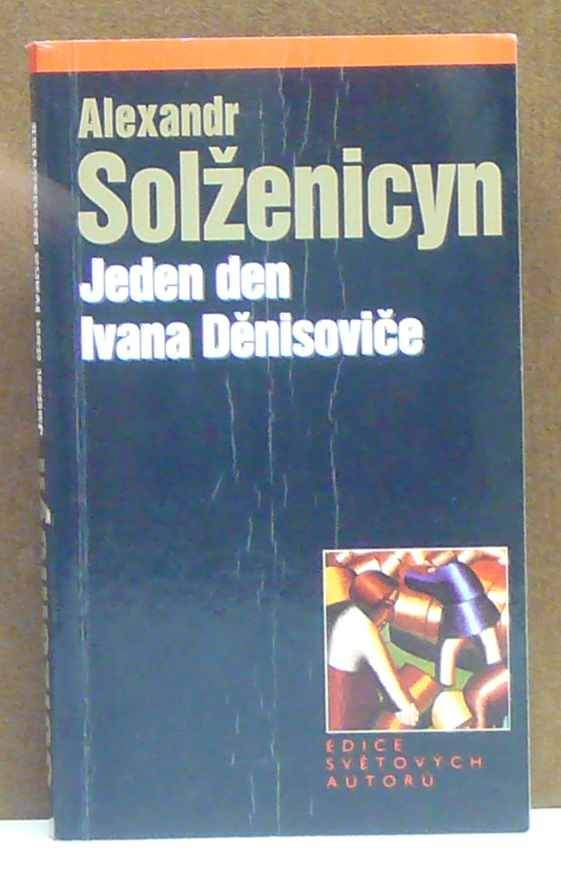 Alexandr
Solženicyn
Jeden den
Ivana Děnisoviče
EDICE
SVĚTOVÝCH
AUTORŮ